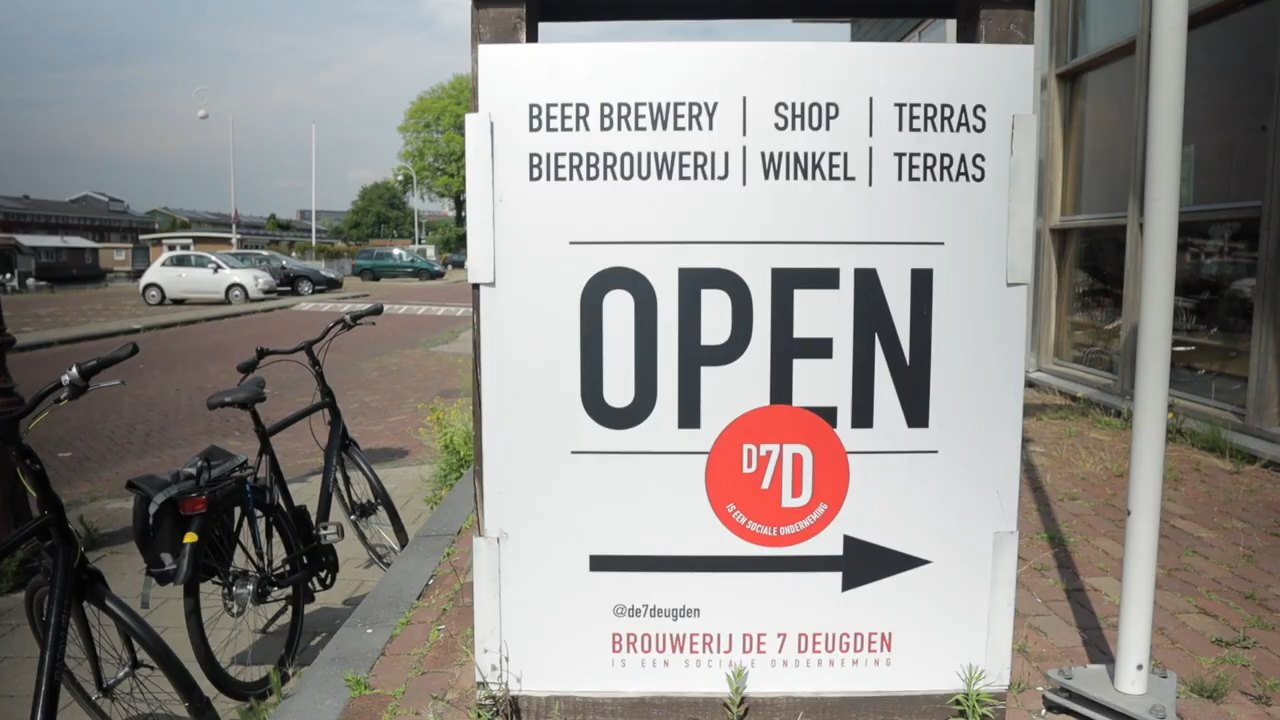 BEER BREWERY | SHOP | TERRAS
BIERBROUWERIJ | WINKEL | TERRAS
OPEN
D7D
IS EEN SOCIALE ONDERNEMING
@de7deugden
BROUWERIJ DE 7 DEUGDEN
IS EEN SOCIALE ONDERNEMING